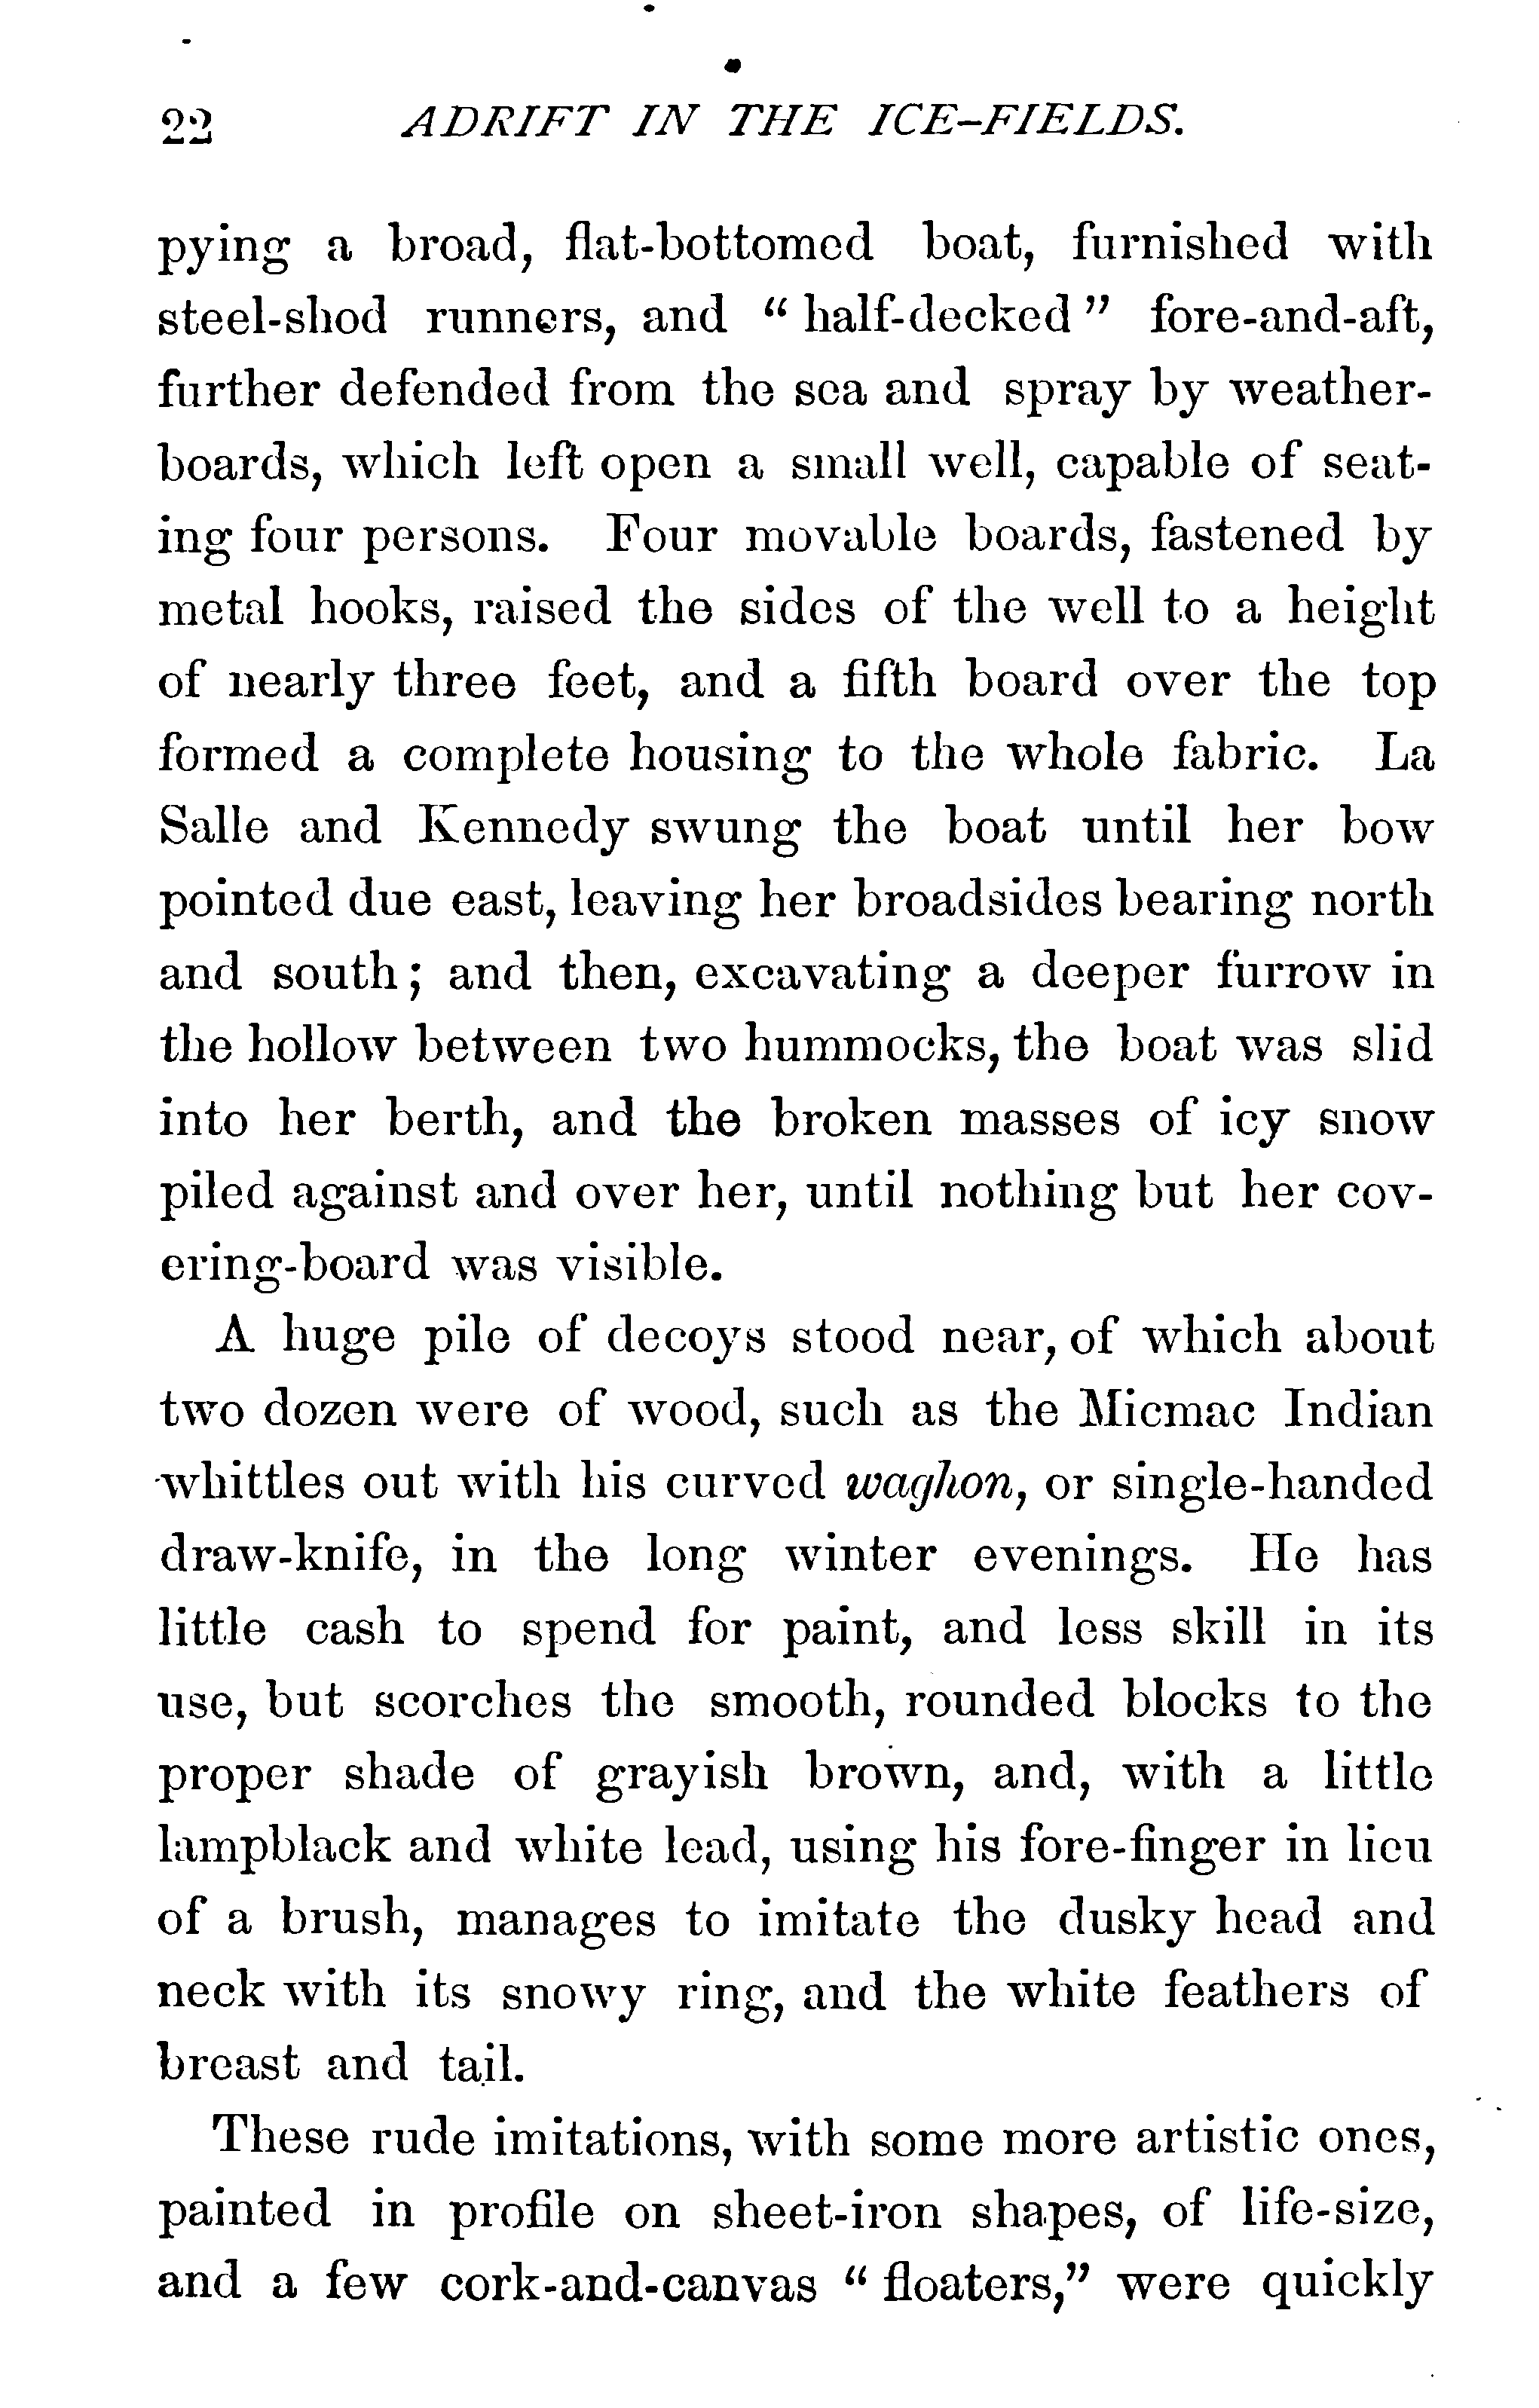 22 ADRIFT IN THE ICE-FIELDS.
pying a broad, flat-bottomed boat, furnished with
steel-shod runners, and “half-decked” fore-and-aft,
further defended from the sea and spray by weather-
boards, which left open a small well, capable of seat-
ing four persons. Four movable boards, fastened by
metal hooks, raised the sides of the well to a height
of nearly three feet, and a fifth board over the top
formed a complete housing to the whole fabric. La
Salle and Kennedy swung the boat until her bow
pointed due east, leaving her broadsides bearing north
and south; and then, excavating a deeper furrow in
the hollow between two hummocks, the boat was slid
into her berth, and the broken masses of icy snow
piled against and over her, until nothing but her cov-
ering-board was visible.
A huge pile of decoys stood near, of which about
two dozen were of wood, such as the Micmac Indian
whittles out with his curved waghon, or single-handed
draw-knife, in the long winter evenings. He has
little cash to spend for paint, and less skill in its
use, but scorches the smooth, rounded blocks to the
proper shade of grayish brown, and, with a little
lampblack and white lead, using his fore-finger in lieu
of a brush, manages to imitate the dusky head and
neck with its snowy ring, and the white feathers of
breast and tail.
These rude imitations, with some more artistic ones,
painted in profile on sheet-iron shapes, of life-size,
and a few cork-and-canvas “floaters,” were quickly